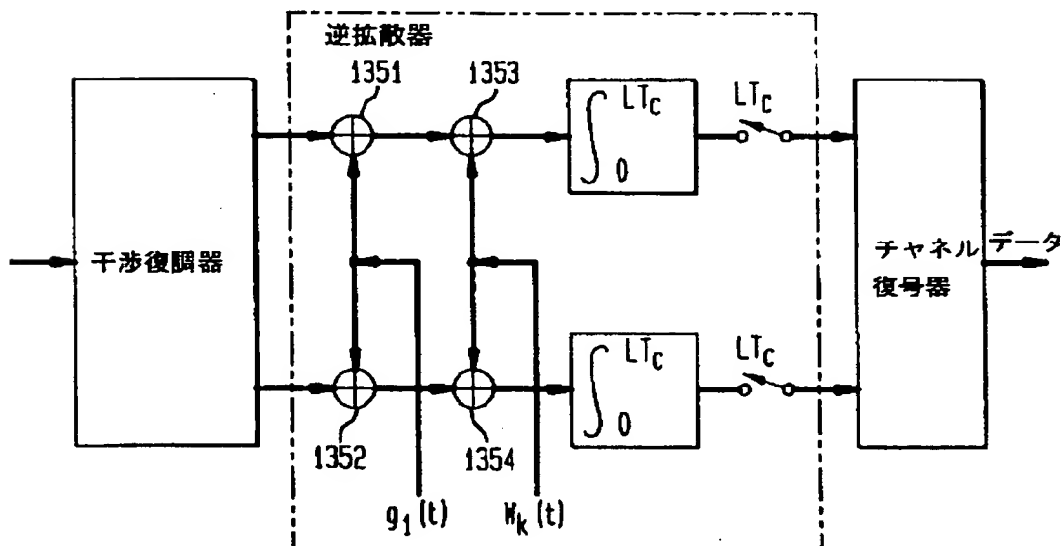 逆拡散器
1351
1353
LTC
0
LTC
干渉復調器
チャネル
復号器
データ
1352
1354
LTC
0
LTC
g1(t)
Wk(t)